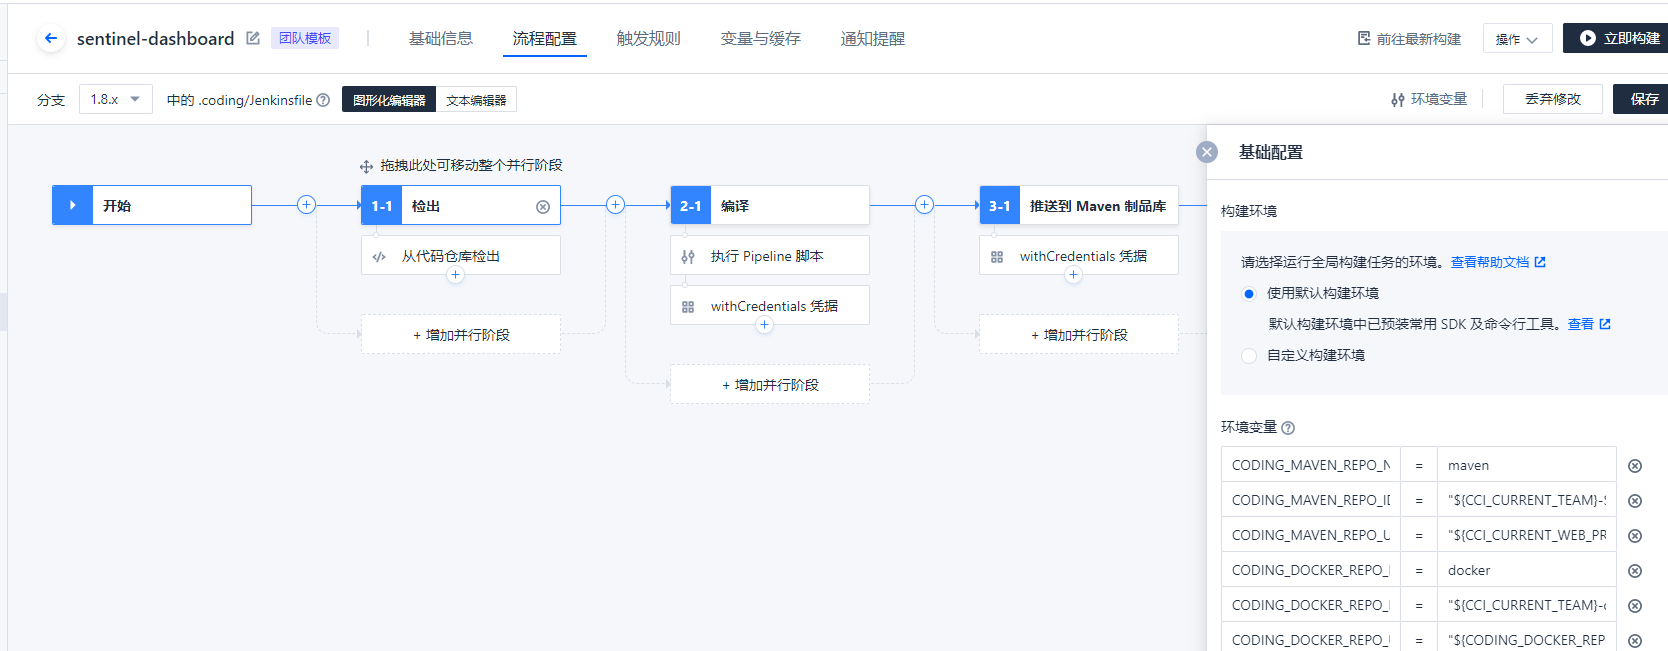 sentinel-dashboard 团队模板 基础信息 流程配置 触发规则 变量与缓存 通知提醒 前往最新构建 操作 立即构建
分支 1.8.x 中的 .coding/Jenkinsfile 图形化编辑器 文本编辑器 环境变量 丢弃修改 保存
拖拽此处可移动整个并行阶段
开始 1-1 检出 2-1 编译 3-1 推送到 Maven 制品库
从代码仓库检出 执行 Pipeline 脚本 withCredentials 凭据
withCredentials 凭据
+ 增加并行阶段 + 增加并行阶段
+ 增加并行阶段
基础配置
构建环境
请选择运行全局构建任务的环境。查看帮助文档
使用默认构建环境
默认构建环境中已预装常用 SDK 及命令行工具。查看
自定义构建环境
环境变量
CODING_MAVEN_REPO_N = maven
CODING_MAVEN_REPO_ID = "${CCI_CURRENT_TEAM}-
CODING_MAVEN_REPO_U = "${CCI_CURRENT_WEB_PR
CODING_DOCKER_REPO_ = docker
CODING_DOCKER_REPO_ = "${CCI_CURRENT_TEAM}-
CODING_DOCKER_REPO_ = "${CODING_DOCKER_REP